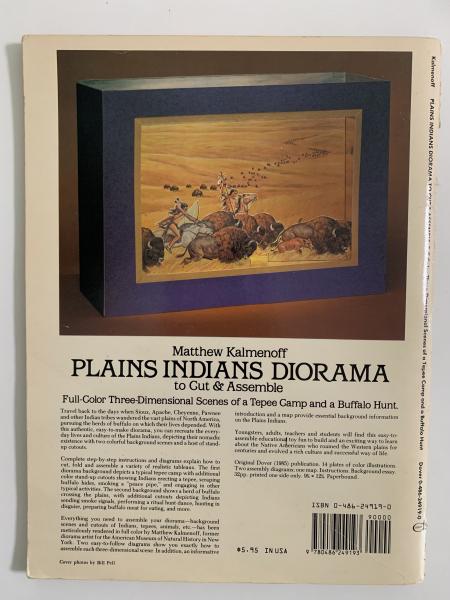 Matthew Kalmenoff
PLAINS INDIANS DIORAMA
to Cut & Assemble
Full-Color Three-Dimensional Scenes of a Tepee Camp and a Buffalo Hunt
Travel back to the days when Sioux, Apache, Cheyenne, Pawnee
and other Indian tribes wandered the vast plains of North America,
pursuing the herds of buffalo on which their lives depended. With
this authentic, easy-to-make diorama, you can recreate the every-
day lives and culture of the Plains Indians, depicting their nomadic
existence with two colorful background scenes and a host of stand-
up cutouts.
Complete step-by-step instructions and diagrams explain how to
cut, fold and assemble a variety of realistic tableaus. The first
diorama background depicts a typical tepee camp with additional
color stand-up cutouts showing Indians erecting a tepee, scraping
buffalo hides, smoking a "peace pipe," and engaging in other
typical activities. The second background shows a herd of buffalo
crossing the plains, with additional cutouts depicting Indians
sending smoke signals, performing a ritual hunt dance, hunting in
disguise, preparing buffalo meat for eating, and more.
Everything you need to assemble your diorama—background
scenes and cutouts of Indians, tepees, animals, etc.—has been
meticulously rendered in full color by Matthew Kalmenoff, former
diorama artist for the American Museum of Natural History in New
York. Two easy-to-follow diagrams show you exactly how to
assemble each three-dimensional scene. In addition, an informative
introduction and a map provide essential background information
on the Plains Indians.
Youngsters, adults, teachers and students will find this easy-to-
assemble educational toy fun to build and an exciting way to learn
about the Native Americans who roamed the Western plains for
centuries and evolved a rich culture and successful way of life.
Original Dover (1985) publication. 14 plates of color illustrations.
Two assembly diagrams; one map. Instructions. Background essay.
32pp. printed one side only. 9¼ × 12¼. Paperbound.
Cover photos by Bill Pell
$5.95 IN USA
ISBN 0-486-24919-0
90000
9 780486 249193
Kalmenoff
PLAINS INDIANS DIORAMA TO CUT & ASSEMBLE
Full-Color Three-Dimensional Scenes of a Tepee Camp and a Buffalo Hunt
Dover 0-486-24919-0